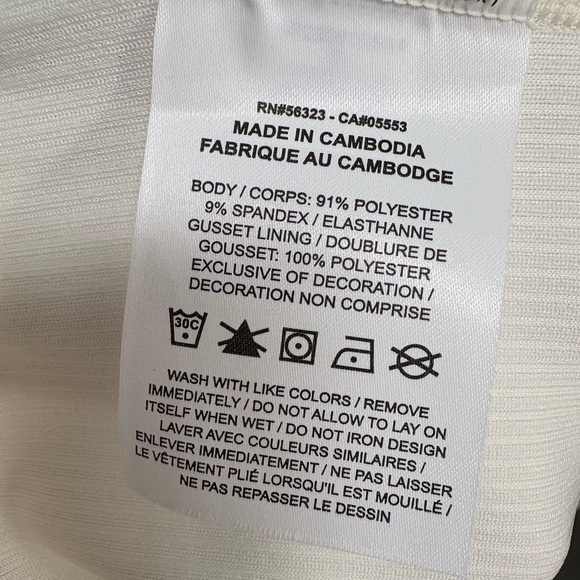 RN#56323 - CA#05553
MADE IN CAMBODIA
FABRIQUE AU CAMBODGE
BODY / CORPS: 91% POLYESTER
9% SPANDEX / ELASTHANNE
GUSSET LINING / DOUBLURE DE
GOUSSET: 100% POLYESTER
EXCLUSIVE OF DECORATION /
DECORATION NON COMPRISE
30C
WASH WITH LIKE COLORS / REMOVE
IMMEDIATELY / DO NOT ALLOW TO LAY ON
ITSELF WHEN WET / DO NOT IRON DESIGN
LAVER AVEC COULEURS SIMILAIRES /
ENLEVER IMMEDIATEMENT / NE PAS LAISSER
LE VÊTEMENT PLIÉ LORSQU'IL EST MOUILLÉ /
NE PAS REPASSER LE DESSIN